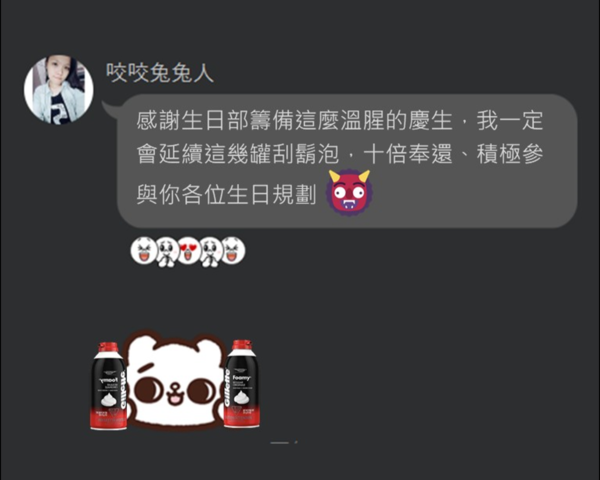 咬咬兔兔人
感謝生日部籌備這麼溫腥的慶生，我一定
會延續這幾罐刮鬍泡，十倍奉還、積極參
與你各位生日規劃
foamy
Gillette
foamy
Gillette